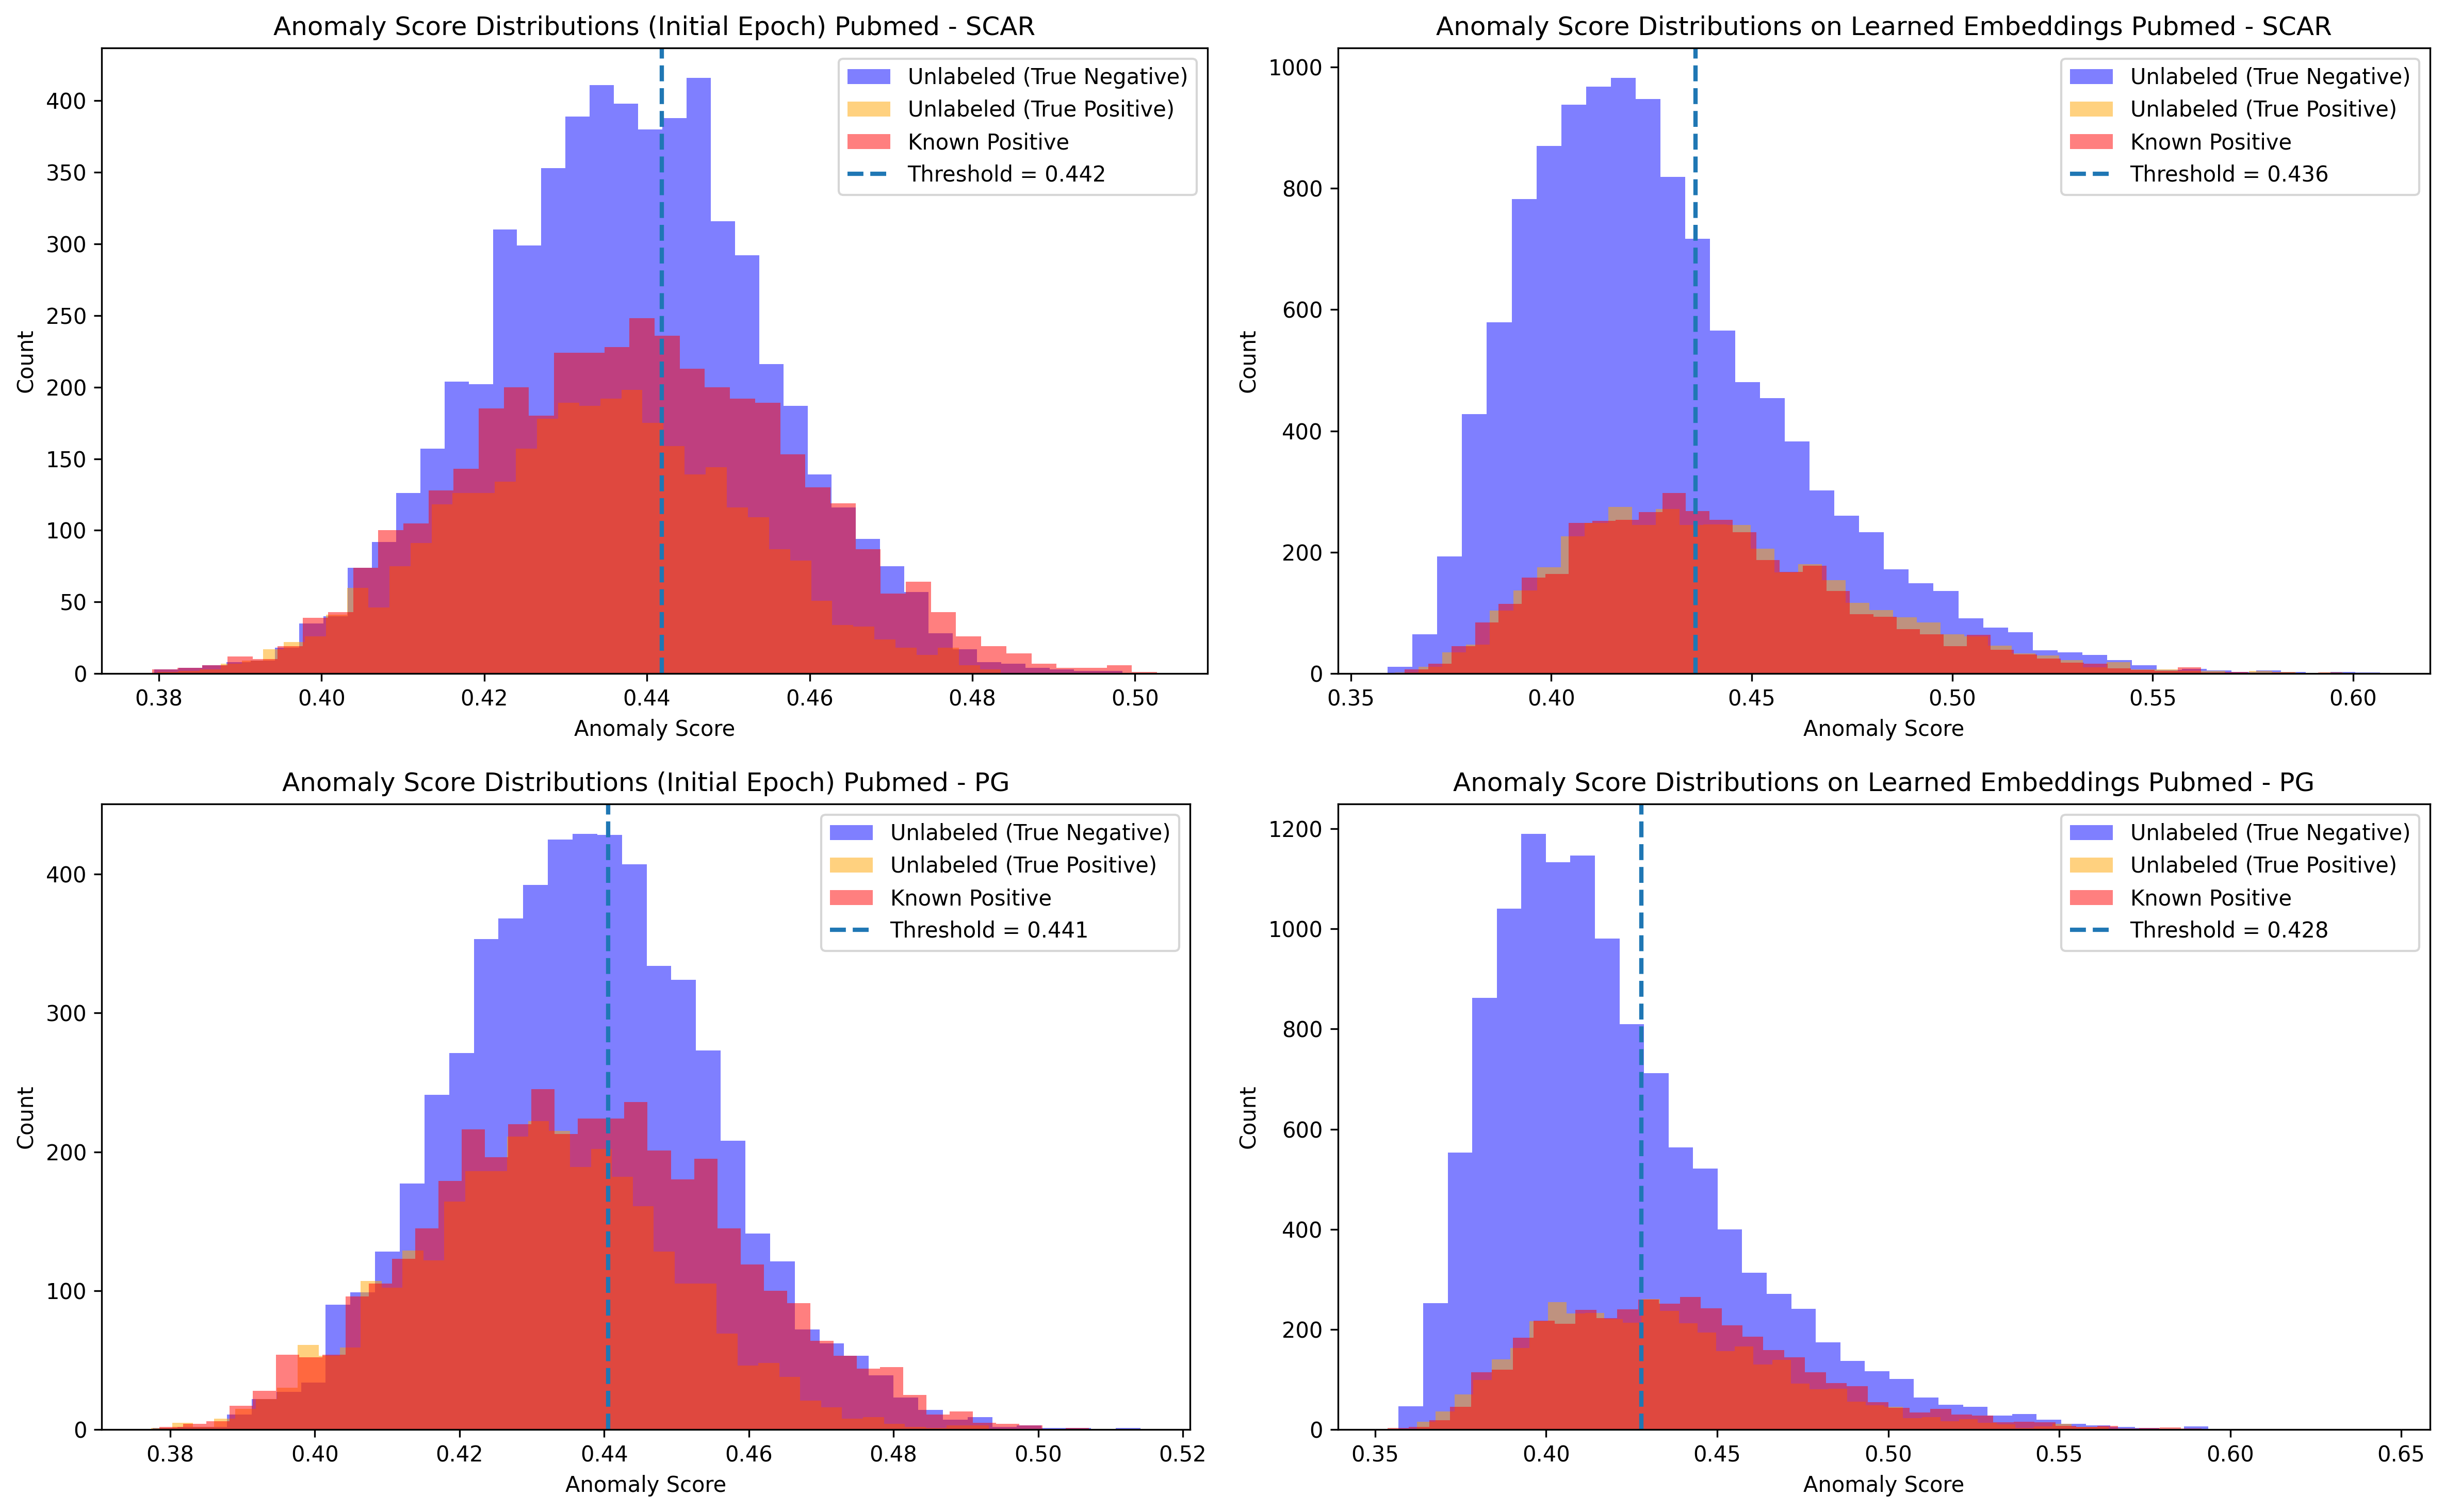 Anomaly Score Distributions (Initial Epoch) Pubmed - SCAR
Count
400
350
300
250
200
150
100
50
0
Unlabeled (True Negative)
Unlabeled (True Positive)
Known Positive
Threshold = 0.442
0.38 0.40 0.42 0.44 0.46 0.48 0.50
Anomaly Score
Anomaly Score Distributions on Learned Embeddings Pubmed - SCAR
Count
1000
800
600
400
200
0
Unlabeled (True Negative)
Unlabeled (True Positive)
Known Positive
Threshold = 0.436
0.35 0.40 0.45 0.50 0.55 0.60
Anomaly Score
Anomaly Score Distributions (Initial Epoch) Pubmed - PG
Count
400
300
200
100
0
Unlabeled (True Negative)
Unlabeled (True Positive)
Known Positive
Threshold = 0.441
0.38 0.40 0.42 0.44 0.46 0.48 0.50 0.52
Anomaly Score
Anomaly Score Distributions on Learned Embeddings Pubmed - PG
Count
1200
1000
800
600
400
200
0
Unlabeled (True Negative)
Unlabeled (True Positive)
Known Positive
Threshold = 0.428
0.35 0.40 0.45 0.50 0.55 0.60 0.65
Anomaly Score